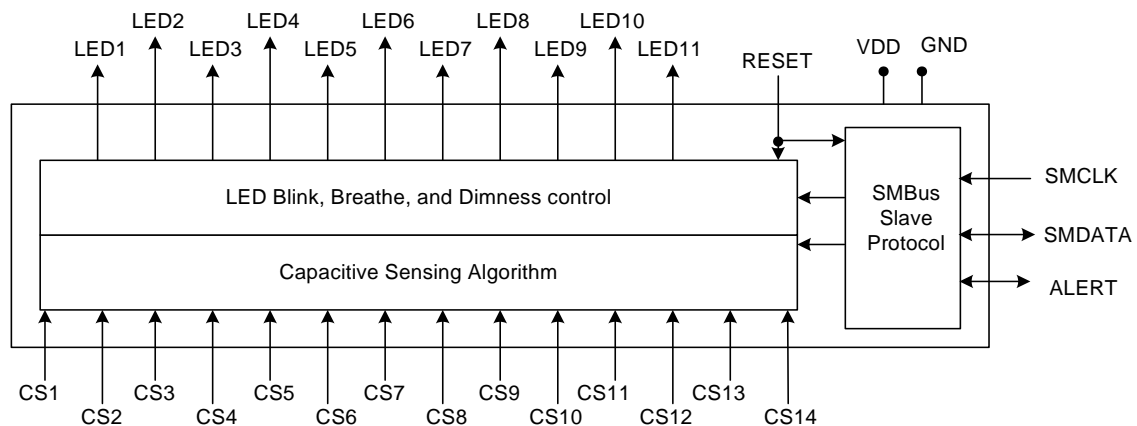 LED2
LED4
LED6
LED8
LED10
LED1
LED3
LED5
LED7
LED9
LED11
RESET
VDD
GND
LED Blink, Breathe, and Dimness control
Capacitive Sensing Algorithm
SMBus
Slave
Protocol
SMCLK
SMDATA
ALERT
CS1
CS3
CS5
CS7
CS9
CS11
CS13
CS2
CS4
CS6
CS8
CS10
CS12
CS14